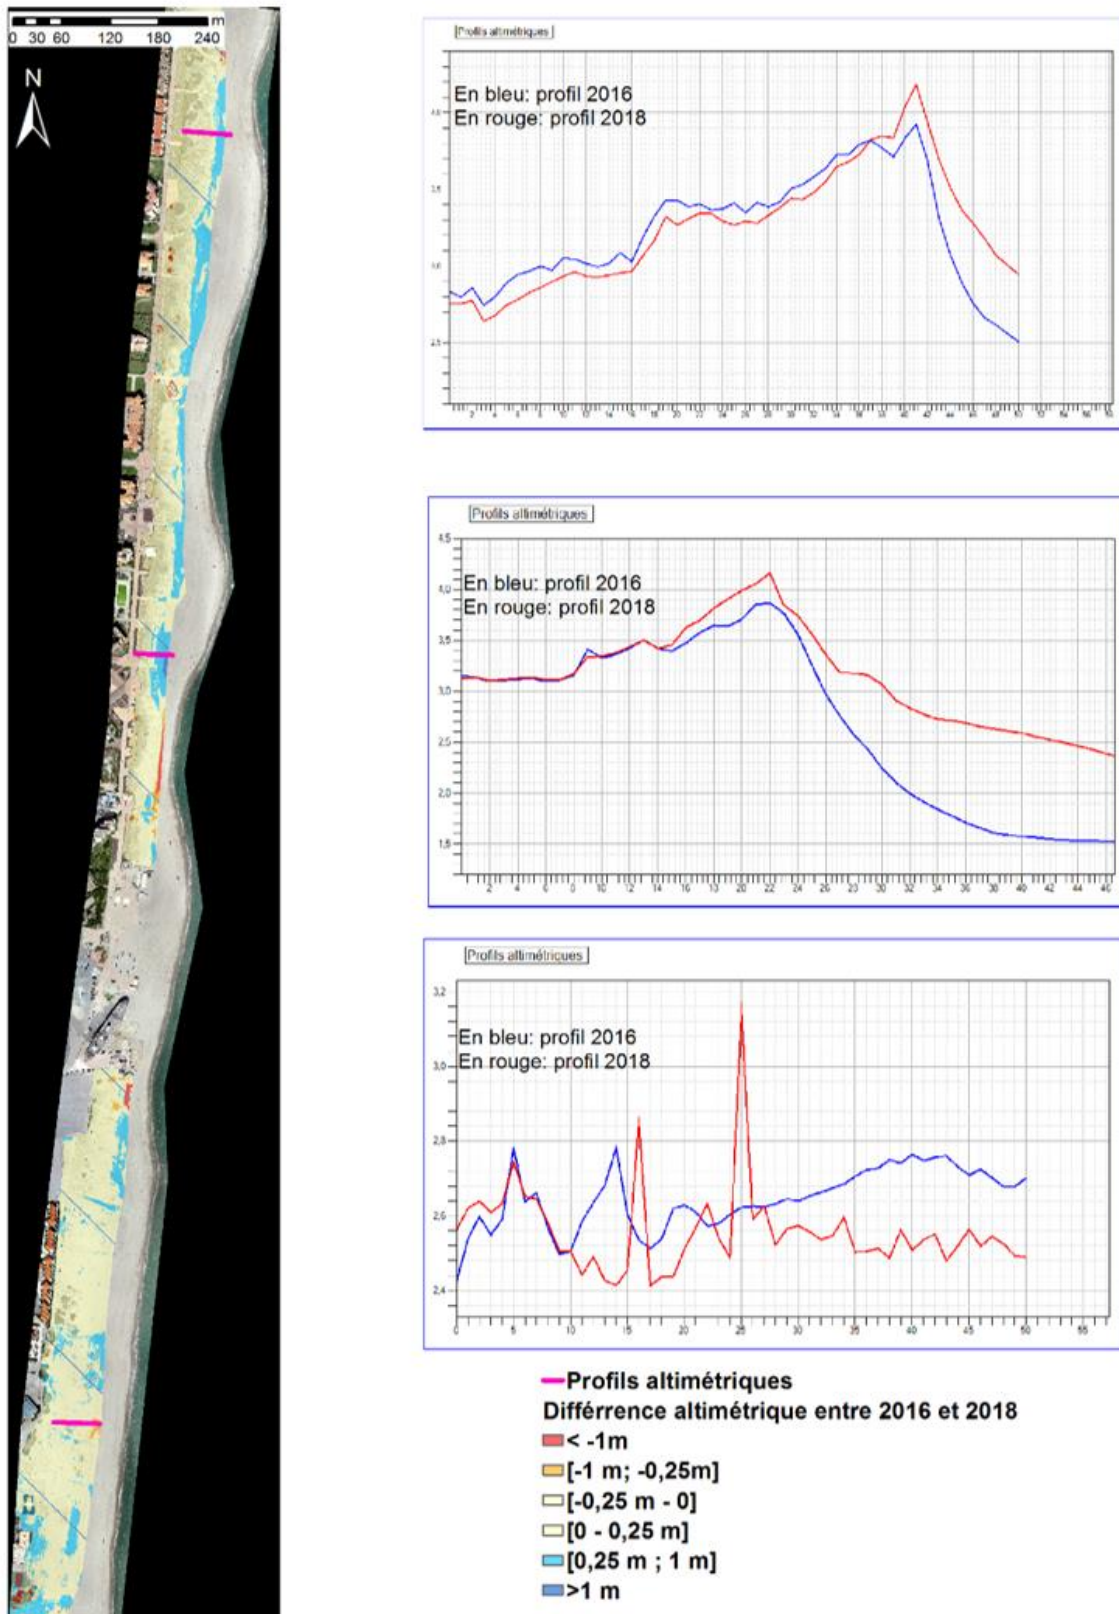 m
0 30 60 120 180 240
N
Profils altimétriques
En bleu: profil 2016
En rouge: profil 2018
Profils altimétriques
4,5
En bleu: profil 2016
4,0
En rouge: profil 2018
3,5
3,0
2,5
2,0
1,5
Profils altimétriques
3,2
En bleu: profil 2016
En rouge: profil 2018
3,0
2,8
2,6
2,4
0 5 10 15 20 25 30 35 40 45 50 55
Profils altimétriques
Différrence altimétrique entre 2016 et 2018
< -1m
[-1 m; -0,25m]
[-0,25 m - 0]
[0 - 0,25 m]
[0,25 m ; 1 m]
>1 m